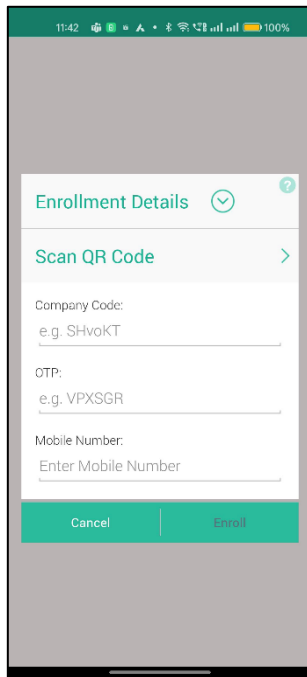 11:42 100%
?
Enrollment Details
Scan QR Code
Company Code:
e.g. SHvoKT
OTP:
e.g. VPXSGR
Mobile Number:
Enter Mobile Number
Cancel Enroll